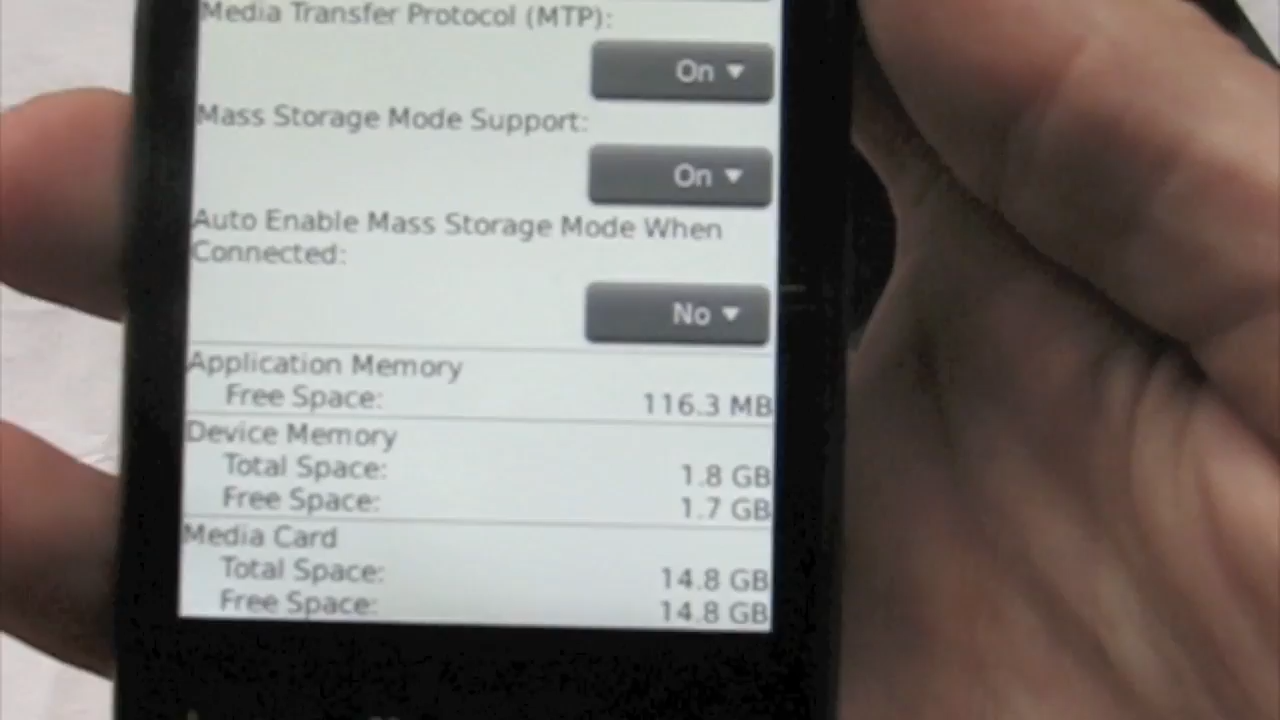 Media Transfer Protocol (MTP):
On
Mass Storage Mode Support:
On
Auto Enable Mass Storage Mode When
Connected:
No
Application Memory
Free Space: 116.3 MB
Device Memory
Total Space: 1.8 GB
Free Space: 1.7 GB
Media Card
Total Space: 14.8 GB
Free Space: 14.8 GB